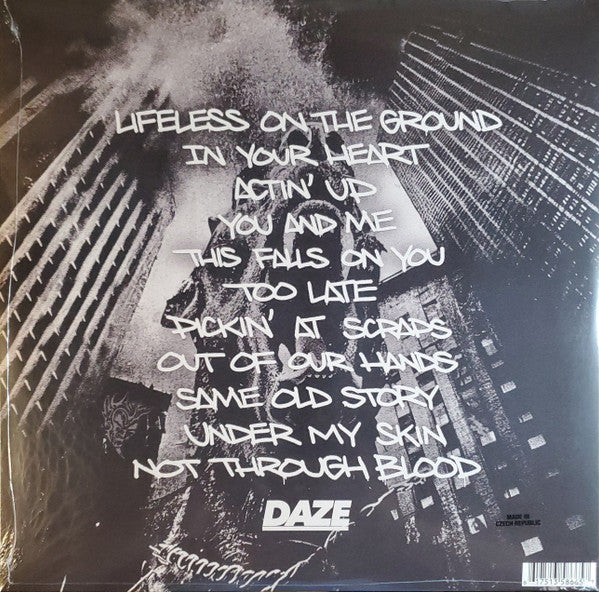 LIFELESS ON THE GROUND
IN YOUR HEART
ACTIN' UP
YOU AND ME
THIS FALLS ON YOU
TOO LATE
PICKIN' AT SCRAPS
OUT OF OUR HANDS
SAME OLD STORY
UNDER MY SKIN
NOT THROUGH BLOOD
DAZE
MADE IN
CZECH REPUBLIC